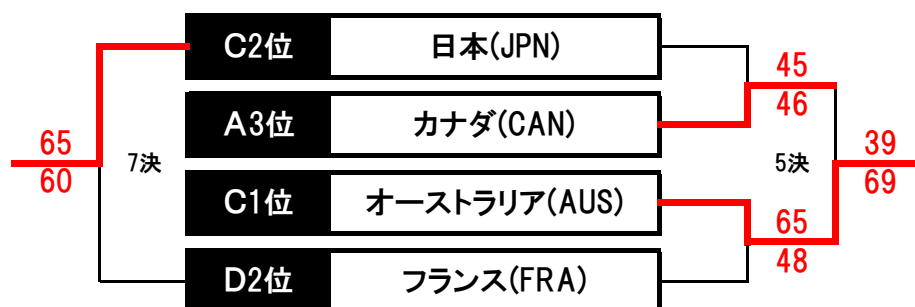 C2位 日本(JPN)
A3位 カナダ(CAN)
C1位 オーストラリア(AUS)
D2位 フランス(FRA)
65
60
7決
45
46
65
48
5決
39
69